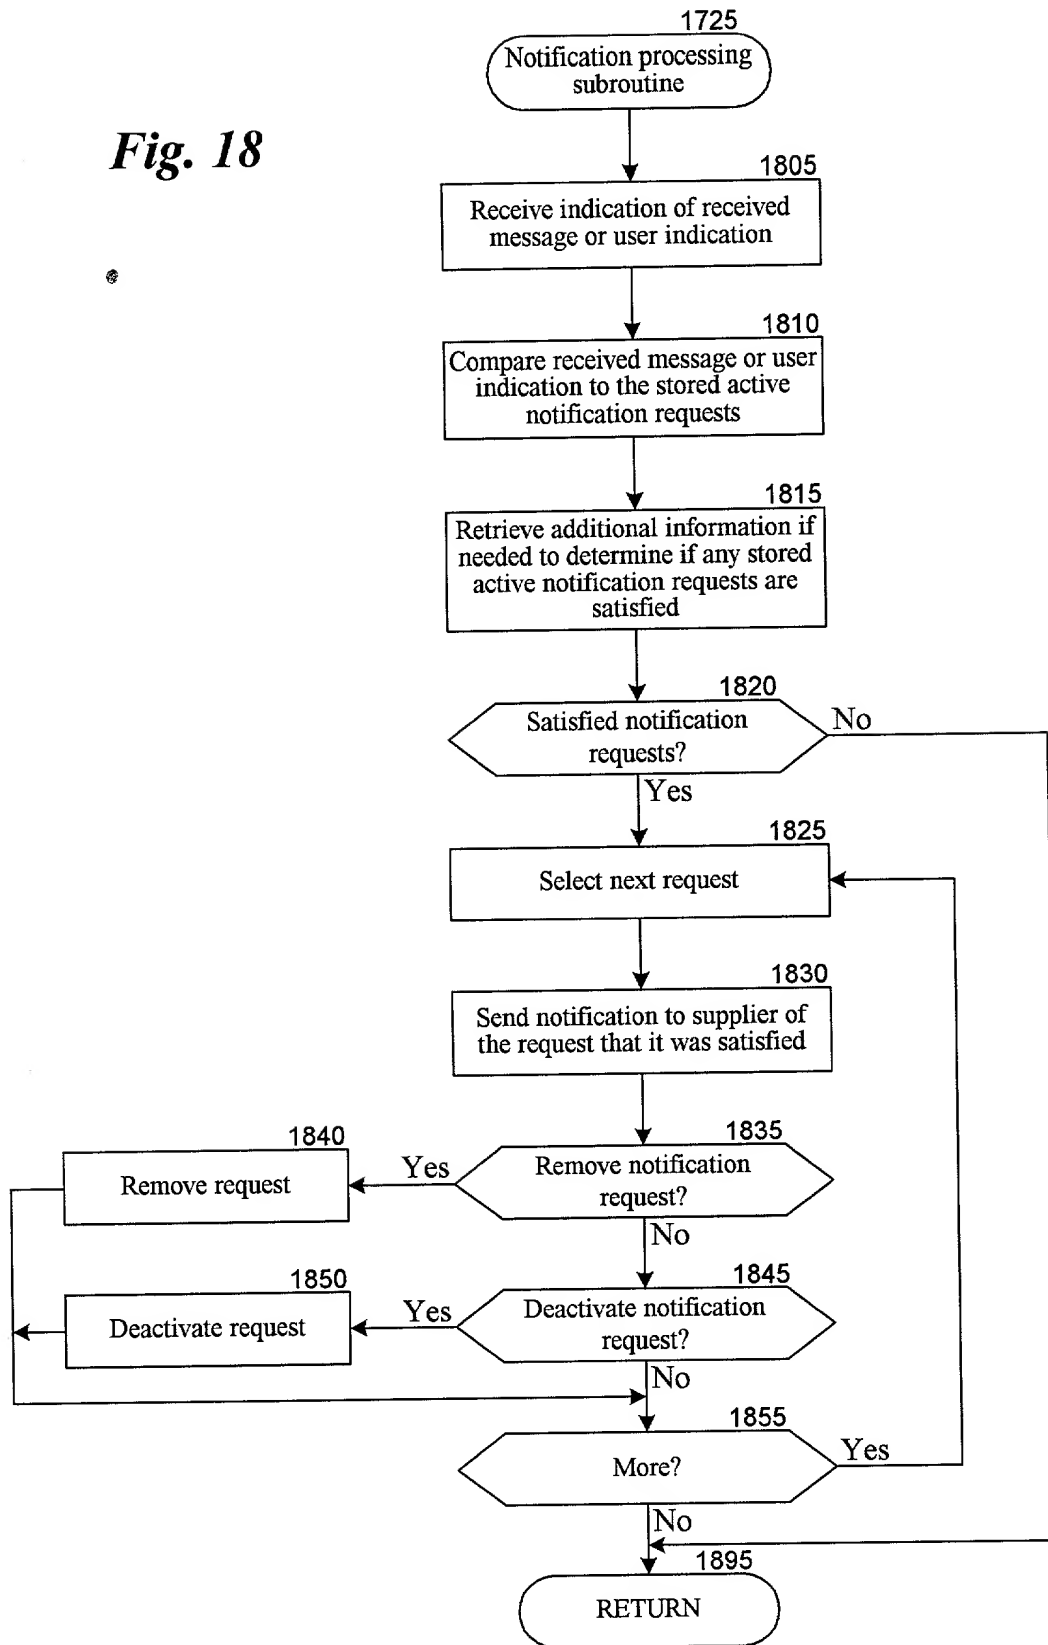 1725
Notification processing
subroutine
Fig. 18
1805
Receive indication of received
message or user indication
1810
Compare received message or user
indication to the stored active
notification requests
1815
Retrieve additional information if
needed to determine if any stored
active notification requests are
satisfied
1820
Satisfied notification
requests?
No
Yes
1825
Select next request
1830
Send notification to supplier of
the request that it was satisfied
1835
Remove notification
request?
Yes
1840
Remove request
No
1845
Deactivate notification
request?
Yes
1850
Deactivate request
No
1855
More?
Yes
No
1895
RETURN